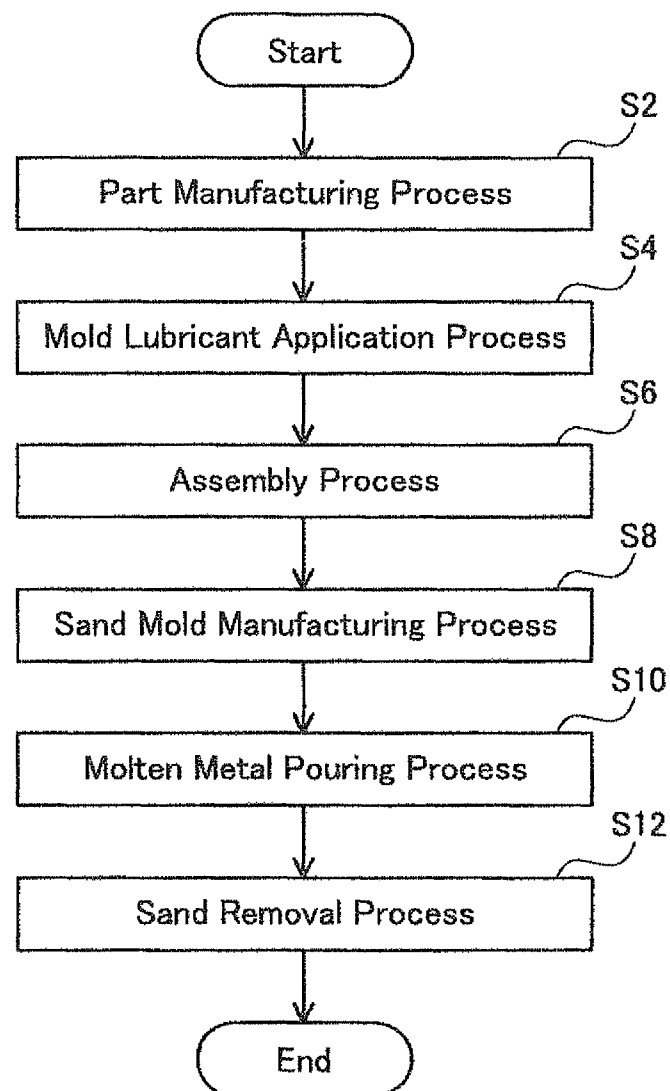 Start
S2
Part Manufacturing Process
S4
Mold Lubricant Application Process
S6
Assembly Process
S8
Sand Mold Manufacturing Process
S10
Molten Metal Pouring Process
S12
Sand Removal Process
End